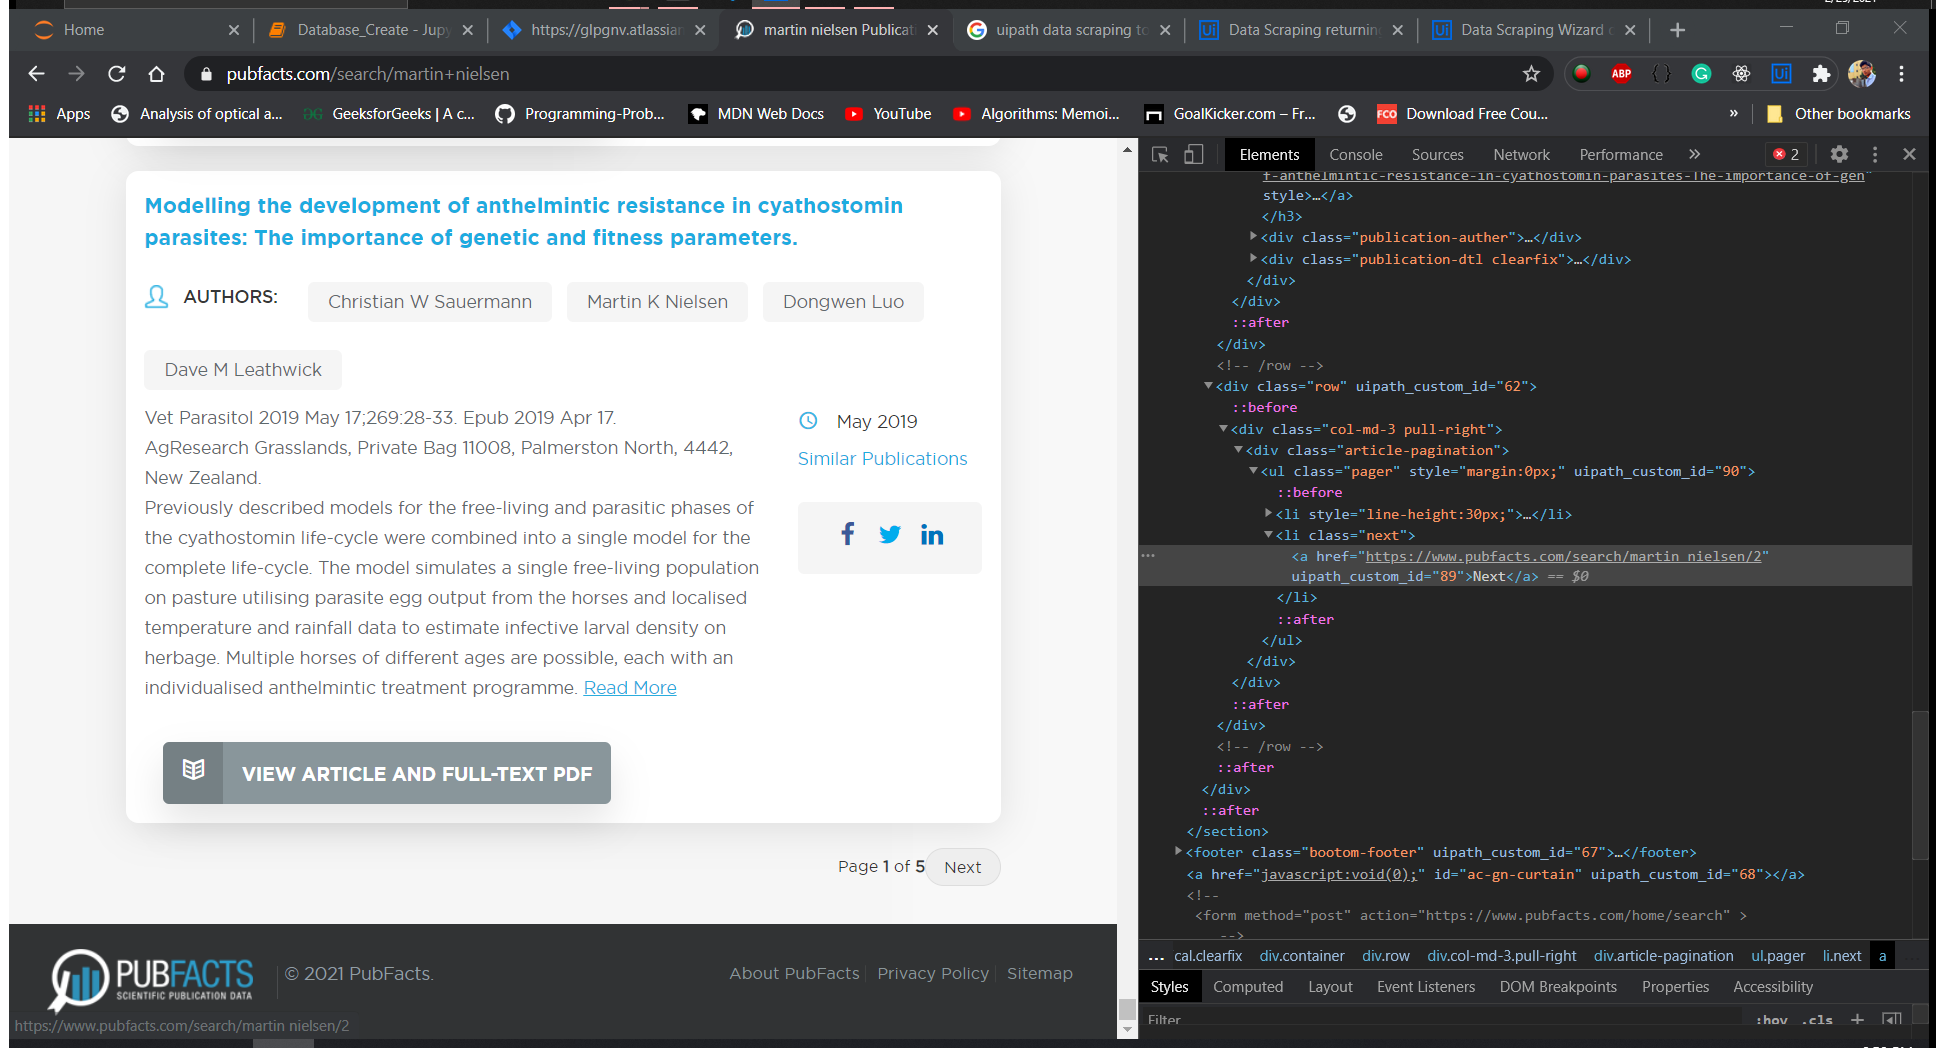 Home
Database_Create - Jupy
https://glpgnv.atlassiar
martin nielsen Publicati
uipath data scraping to
Data Scraping returning
Data Scraping Wizard c
pubfacts.com/search/martin+nielsen
ABP
Ui
Apps
Analysis of optical a...
GeeksforGeeks | A c...
Programming-Prob...
MDN Web Docs
YouTube
Algorithms: Memoi...
GoalKicker.com – Fr...
FCO
Download Free Cou...
»
Other bookmarks
Modelling the development of anthelmintic resistance in cyathostomin
parasites: The importance of genetic and fitness parameters.
AUTHORS:
Christian W Sauermann
Martin K Nielsen
Dongwen Luo
Dave M Leathwick
Vet Parasitol 2019 May 17;269:28-33. Epub 2019 Apr 17.
AgResearch Grasslands, Private Bag 11008, Palmerston North, 4442,
New Zealand.
Previously described models for the free-living and parasitic phases of
the cyathostomin life-cycle were combined into a single model for the
complete life-cycle. The model simulates a single free-living population
on pasture utilising parasite egg output from the horses and localised
temperature and rainfall data to estimate infective larval density on
herbage. Multiple horses of different ages are possible, each with an
individualised anthelmintic treatment programme. Read More
May 2019
Similar Publications
VIEW ARTICLE AND FULL-TEXT PDF
Page 1 of 5
Next
PUBFACTS
SCIENTIFIC PUBLICATION DATA
© 2021 PubFacts.
About PubFacts
Privacy Policy
Sitemap
https://www.pubfacts.com/search/martin nielsen/2
Elements
Console
Sources
Network
Performance
»
2
f-anthelmintic-resistance-in-cyathostomin-parasites-The-importance-of-gen"
style>…</a>
</h3>
<div class="publication-auther">…</div>
<div class="publication-dtl clearfix">…</div>
</div>
</div>
::after
</div>
<!-- /row -->
<div class="row" uipath_custom_id="62">
::before
<div class="col-md-3 pull-right">
<div class="article-pagination">
<ul class="pager" style="margin:0px;" uipath_custom_id="90">
::before
<li style="line-height:30px;">…</li>
<li class="next">
<a href="https://www.pubfacts.com/search/martin nielsen/2"
uipath_custom_id="89">Next</a> == $0
</li>
::after
</ul>
</div>
</div>
::after
</div>
<!-- /row -->
::after
</div>
::after
</section>
<footer class="bootom-footer" uipath_custom_id="67">…</footer>
<a href="javascript:void(0);" id="ac-gn-curtain" uipath_custom_id="68"></a>
<!--
<form method="post" action="https://www.pubfacts.com/home/search" >
-->
... cal.clearfix div.container div.row div.col-md-3.pull-right div.article-pagination ul.pager li.next a
Styles
Computed
Layout
Event Listeners
DOM Breakpoints
Properties
Accessibility
Filter
:hov .cls +